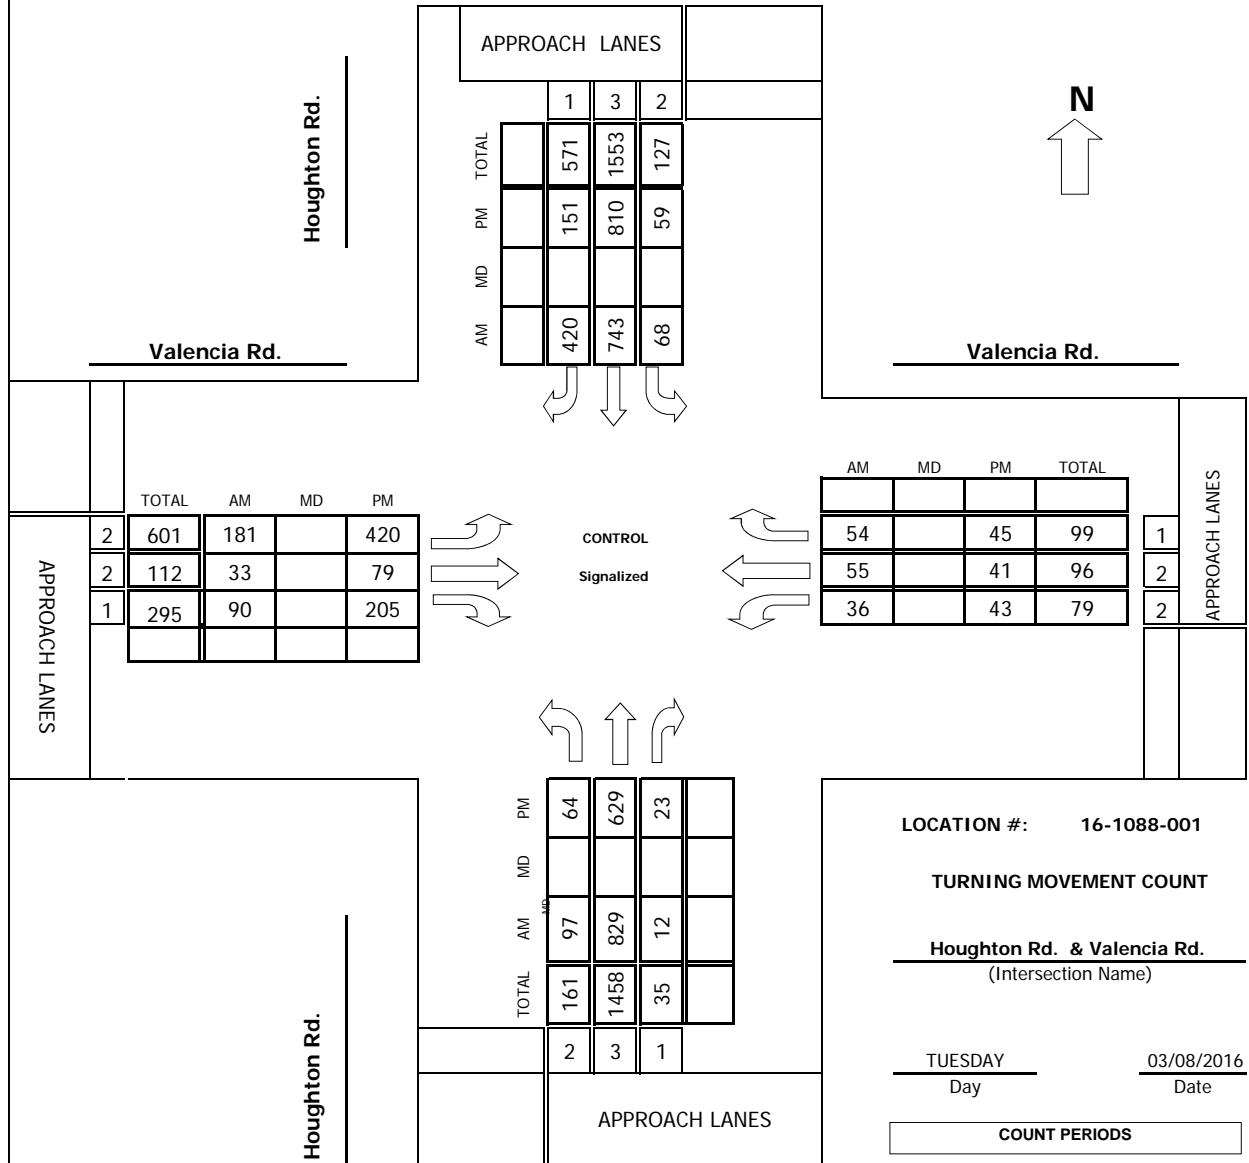 APPROACH LANES
1 3 2
N
Houghton Rd.
TOTAL 571 1553 127
PM 151 810 59
MD
AM 420 743 68
Valencia Rd.
Valencia Rd.
TOTAL AM MD PM
2 601 181 420
2 112 33 79
1 295 90 205
APPROACH LANES
CONTROL
Signalized
AM MD PM TOTAL
54 45 99 1
55 41 96 2
36 43 79 2
APPROACH LANES
PM 64 629 23
MD
MD
AM 97 829 12
TOTAL 161 1458 35
2 3 1
APPROACH LANES
Houghton Rd.
LOCATION #: 16-1088-001
TURNING MOVEMENT COUNT
Houghton Rd. & Valencia Rd.
(Intersection Name)
TUESDAY 03/08/2016
Day Date
COUNT PERIODS